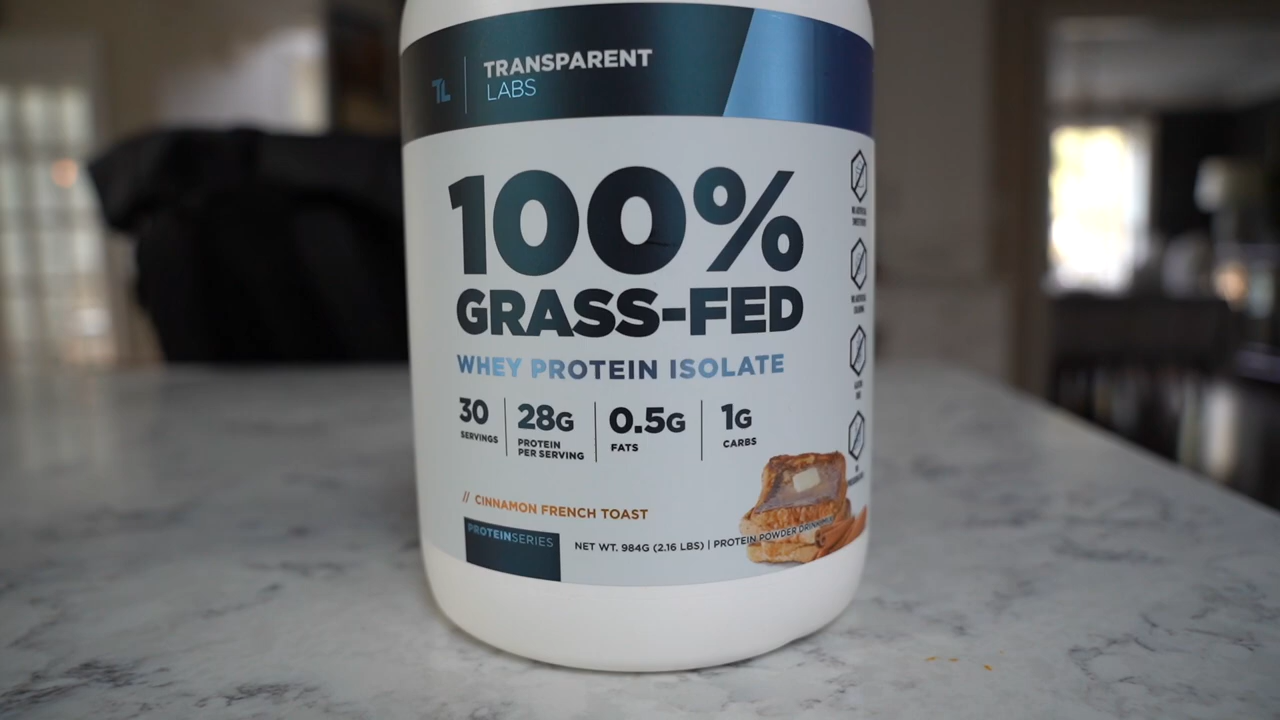 TL
TRANSPARENT
LABS
100%
GRASS-FED
WHEY PROTEIN ISOLATE
30
SERVINGS
28G
PROTEIN
PER SERVING
0.5G
FATS
1G
CARBS
// CINNAMON FRENCH TOAST
PROTEINSERIES
NET WT. 984G (2.16 LBS) | PROTEIN POWDER DRINK